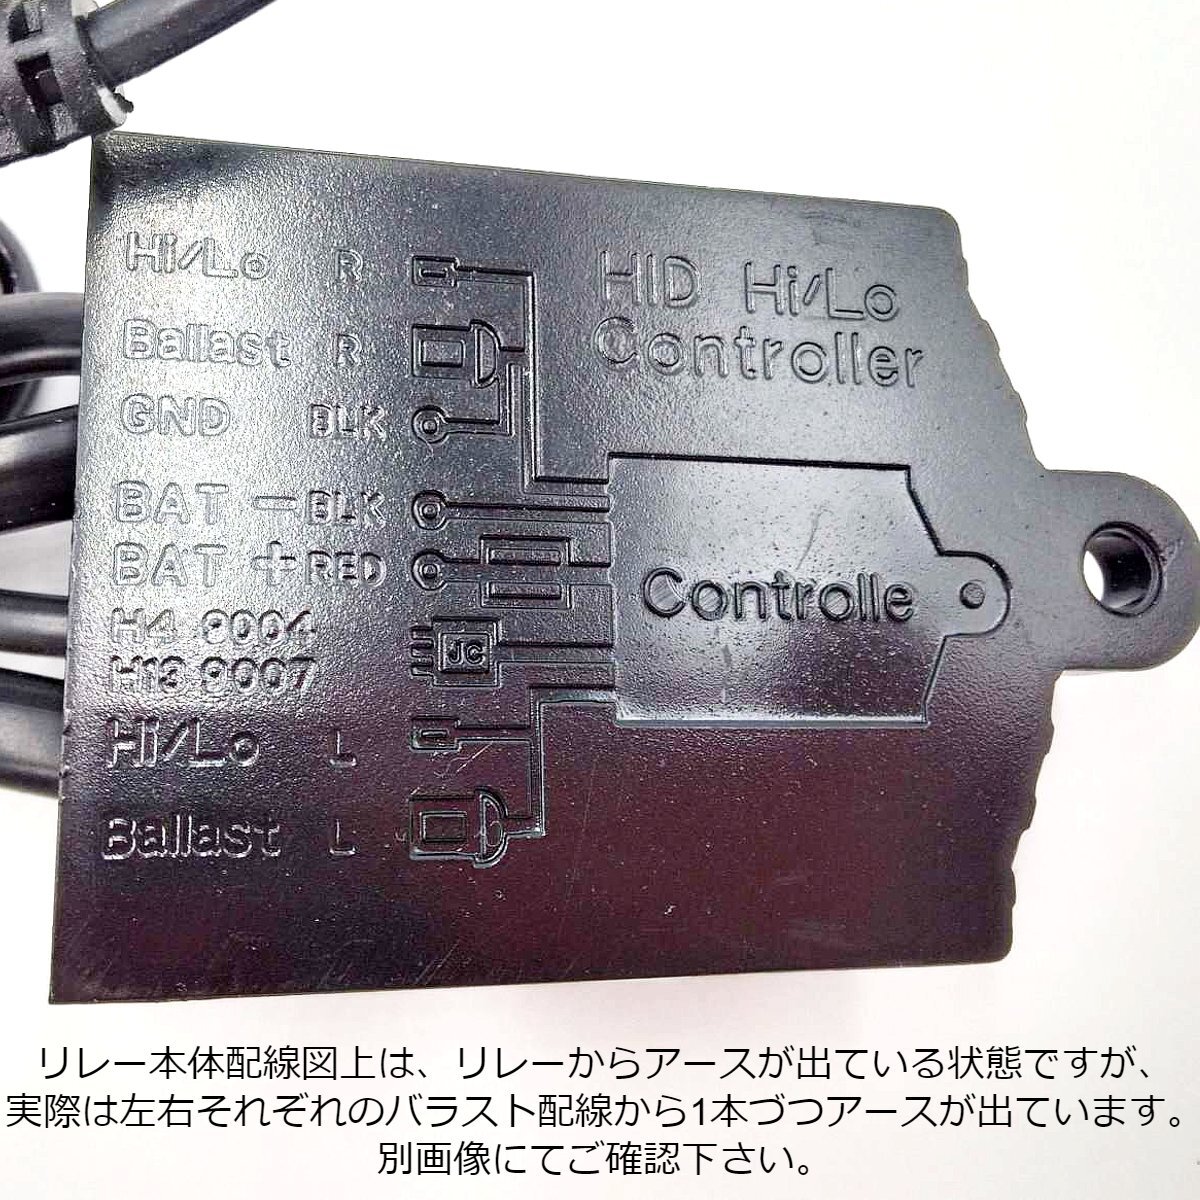 Hi/Lo R
HID Hi/Lo
Ballast R
Controller
GND BLK
BAT - BLK
BAT + RED
Controlle
H4 9004
H13 9007
JC
Hi/Lo L
Ballast L
リレー本体配線図上は、リレーからアースが出ている状態ですが、
実際は左右それぞれのバラスト配線から1本づつアースが出ています。
別画像にてご確認下さい。